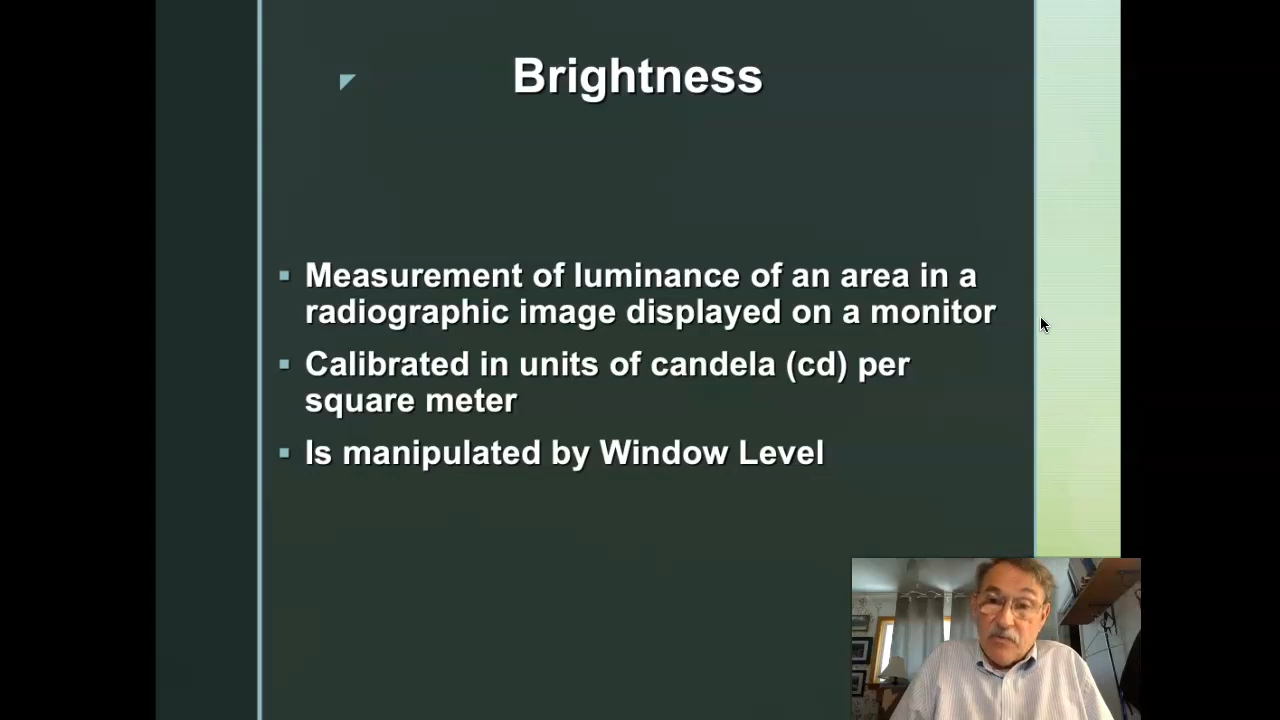 Brightness
Measurement of luminance of an area in a
radiographic image displayed on a monitor
Calibrated in units of candela (cd) per
square meter
Is manipulated by Window Level